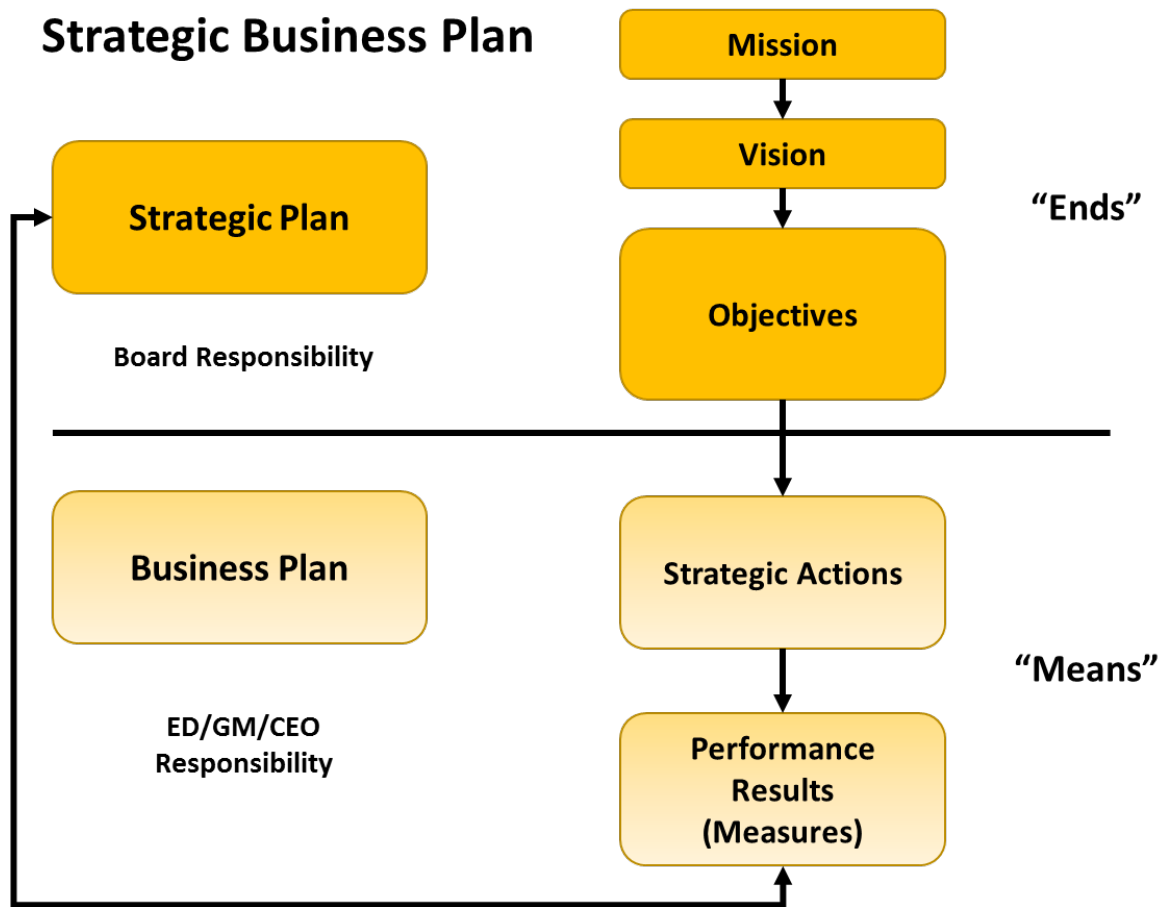 Strategic Business Plan
Mission
Vision
Strategic Plan
“Ends”
Objectives
Board Responsibility
Business Plan
Strategic Actions
“Means”
ED/GM/CEO
Responsibility
Performance
Results
(Measures)